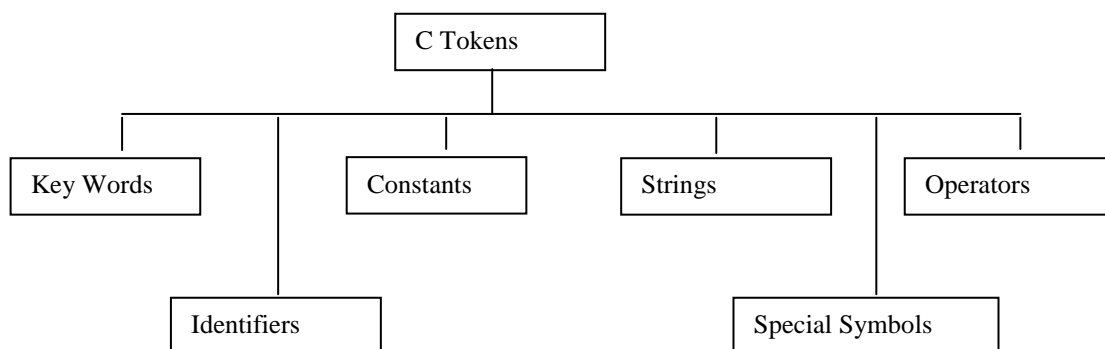 C Tokens
Key Words
Constants
Strings
Operators
Identifiers
Special Symbols